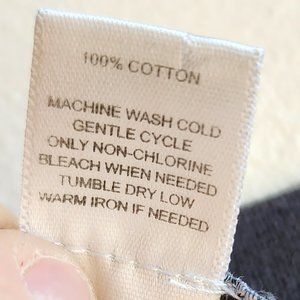 100% COTTON
MACHINE WASH COLD
GENTLE CYCLE
ONLY NON-CHLORINE
BLEACH WHEN NEEDED
TUMBLE DRY LOW
WARM IRON IF NEEDED